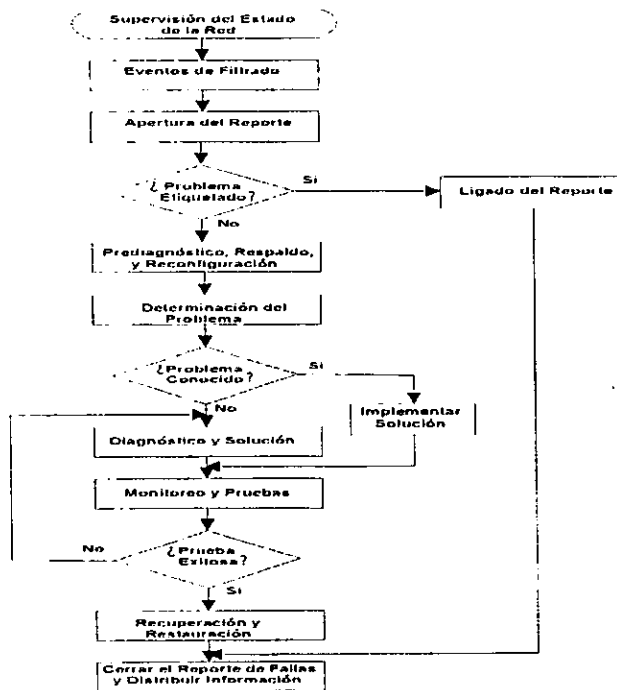 Supervisión del Estado
de la Red
Eventos de Filtrado
Apertura del Reporte
¿Problema
Etiquetado?
Si
Ligado del Reporte
No
Prediagnóstico, Respaldo,
y Reconfiguración
Determinación del
Problema
¿Problema
Conocido?
Si
No
Implementar
Solución
Diagnóstico y Solución
Monitoreo y Pruebas
¿Prueba
Exitosa?
No
Si
Recuperación y
Restauración
Cerrar el Reporte de Fallas
y Distribuir Información